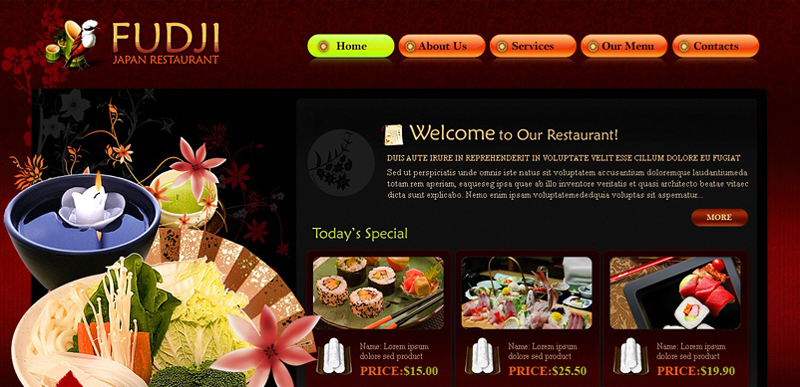 FUDJI
JAPAN RESTAURANT
Home
About Us
Services
Our Menu
Contacts
Welcome to Our Restaurant!
DUIS AUTE IRURE IN REPREHENDERIT IN VOLUPTATE VELIT ESSE CILLUM DOLORE EU FUGIAT
Sed ut perspiciatis unde omnis iste natus sit voluptatem accusantium doloremque laudantiumeda
totam rem aperiam, eaqueseg ipsa quae ab illo inventore veritatis et quasi architecto beatae vitaec
dicta sunt explicabo. Nemo enim ipsam voluptatemededquia voluptas sit aspernatur...
MORE
Today's Special
Name: Lorem ipsum
dolore sed product
PRICE:$15.00
Name: Lorem ipsum
dolore sed product
PRICE:$25.50
Name: Lorem ipsum
dolore sed product
PRICE:$19.90